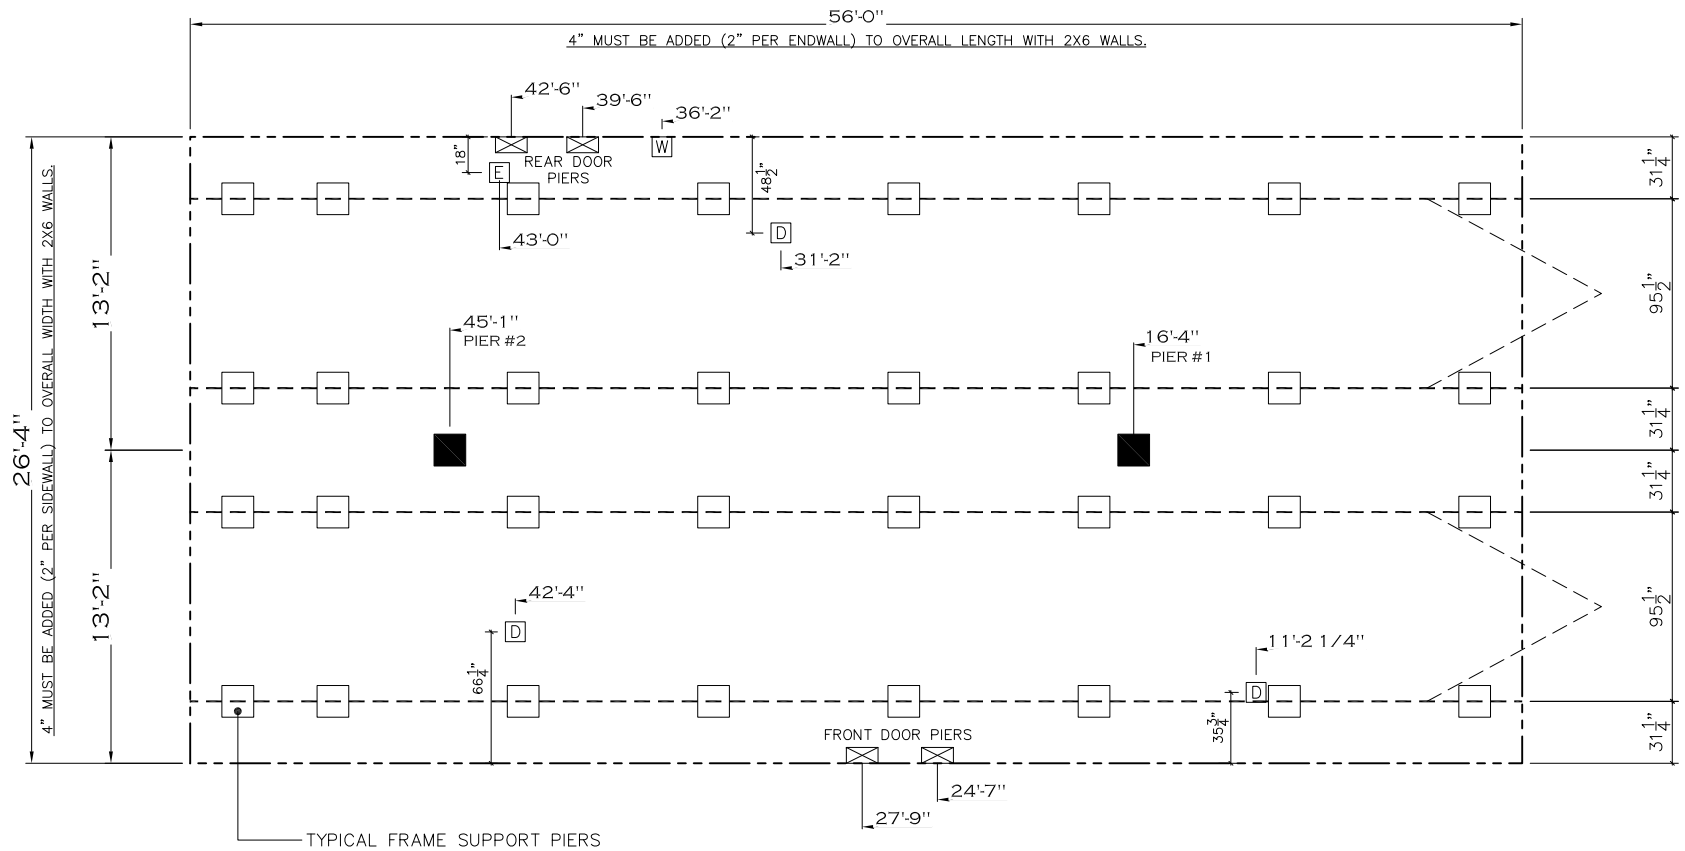 56'-0"
4" MUST BE ADDED (2" PER ENDWALL) TO OVERALL LENGTH WITH 2X6 WALLS.
42'-6"
39'-6"
36'-2"
W
18"
REAR DOOR
PIERS
E
48 1/2"
31 1/4"
D
43'-0"
31'-2"
4" MUST BE ADDED (2" PER SIDEWALL) TO OVERALL WIDTH WITH 2X6 WALLS.
13'-2"
95 1/2"
45'-1"
PIER #2
16'-4"
PIER #1
26'-4"
31 1/4"
31 1/4"
13'-2"
42'-4"
D
95 1/2"
66 1/4"
11'-2 1/4"
D
35 3/4"
FRONT DOOR PIERS
31 1/4"
24'-7"
27'-9"
TYPICAL FRAME SUPPORT PIERS